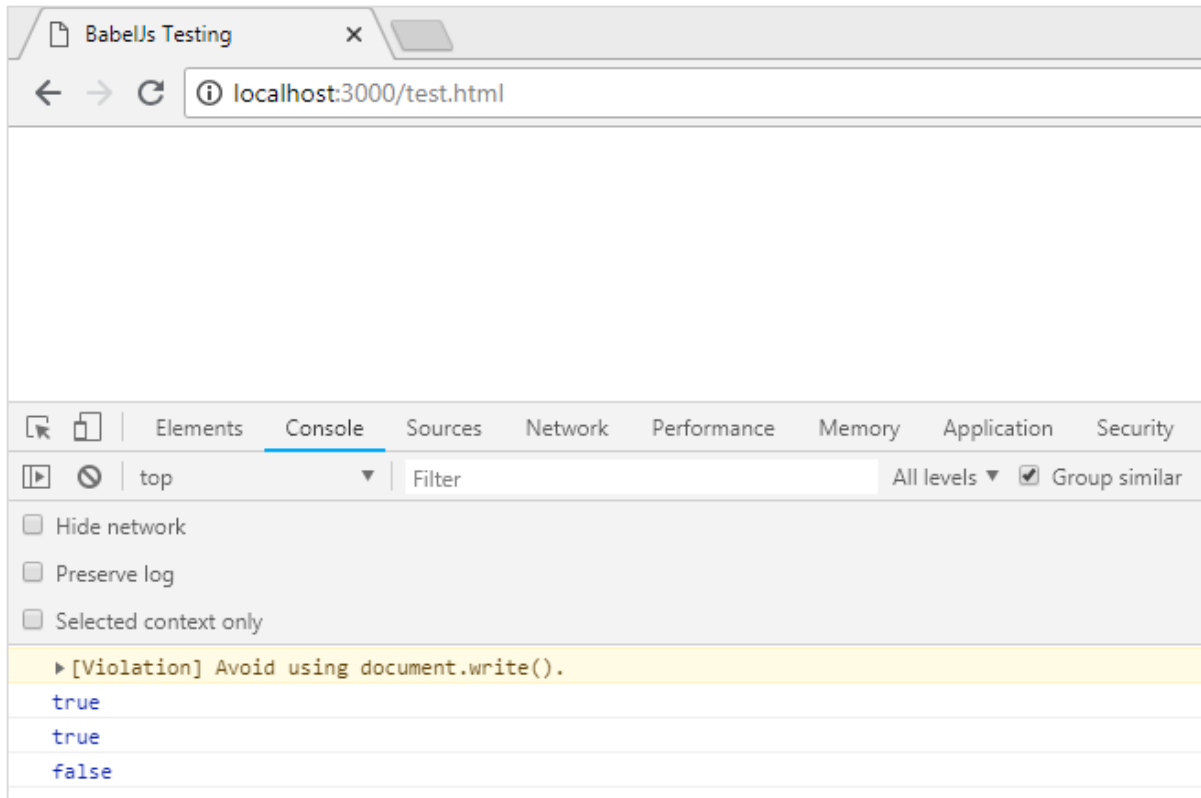 BabelJs Testing
localhost:3000/test.html
Elements Console Sources Network Performance Memory Application Security
top Filter All levels Group similar
Hide network
Preserve log
Selected context only
[Violation] Avoid using document.write().
true
true
false